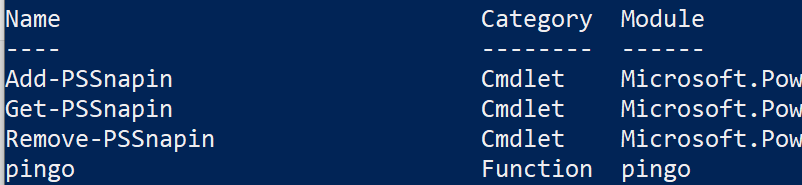 Name Category Module
---- -------- ------
Add-PSSnapin Cmdlet Microsoft.Pow
Get-PSSnapin Cmdlet Microsoft.Pow
Remove-PSSnapin Cmdlet Microsoft.Pow
pingo Function pingo